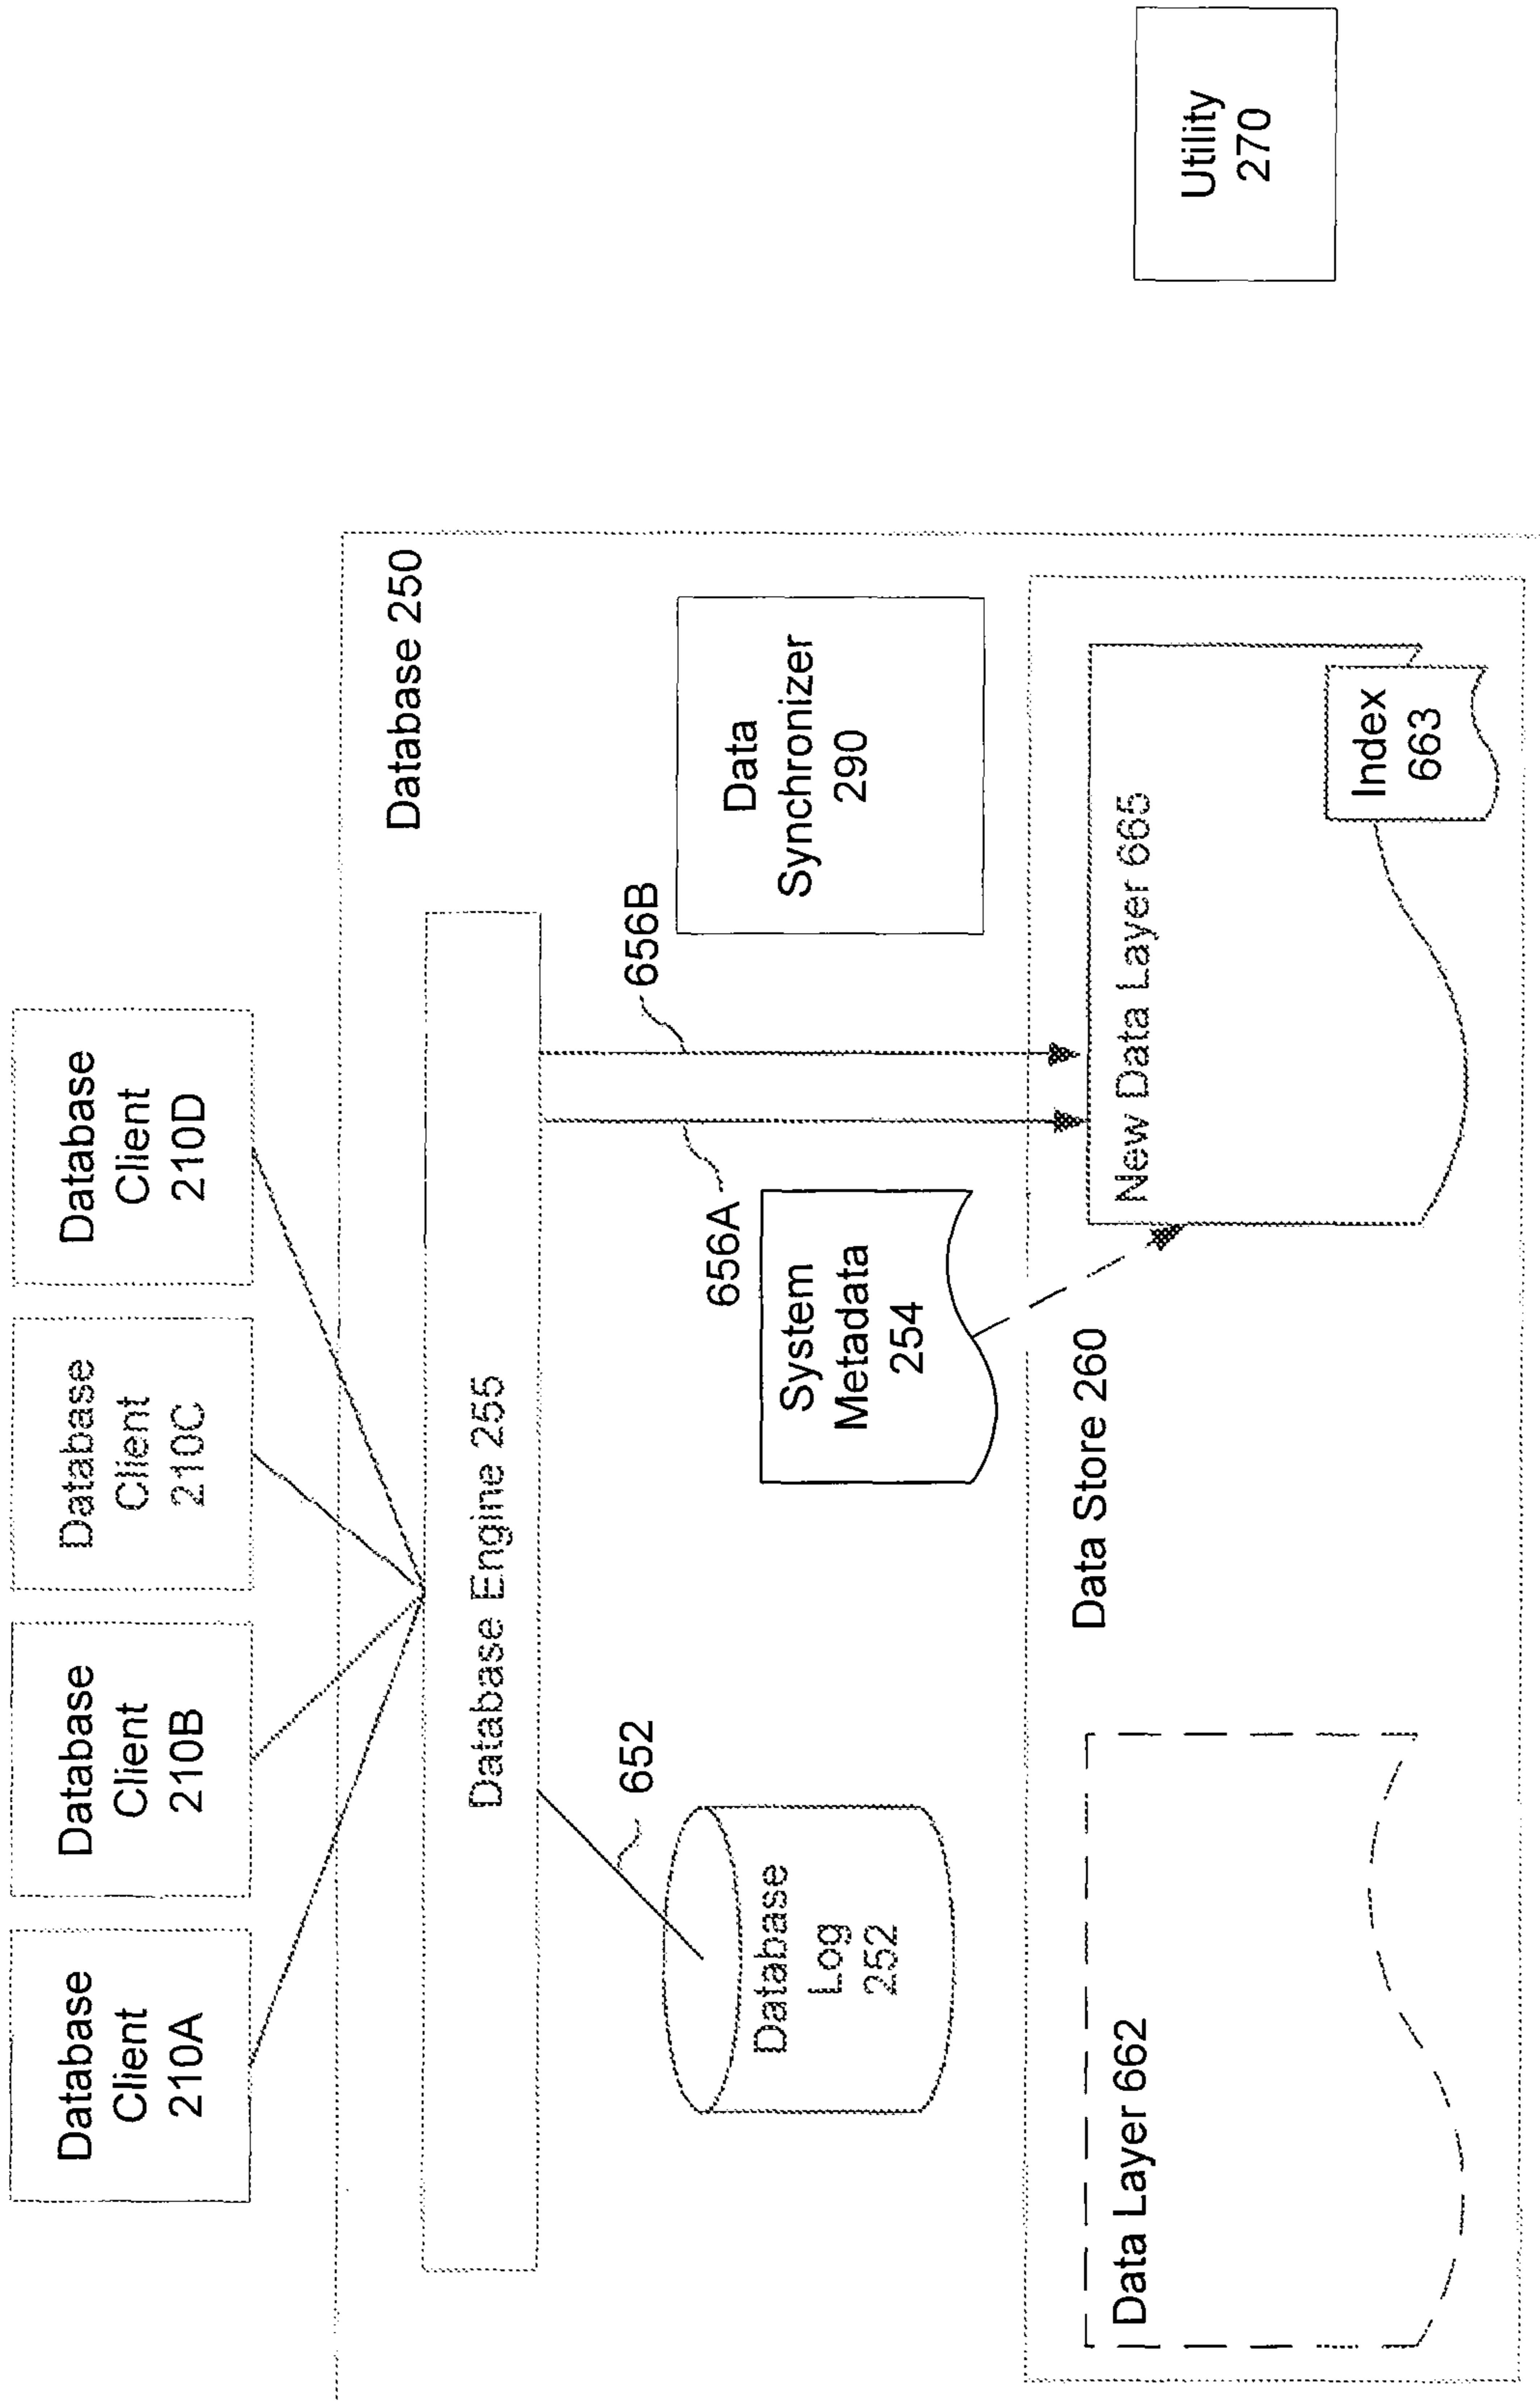 Database
Client
210A
Database
Client
210B
Database
Client
210C
Database
Client
210D
Database 250
Database Engine 255
652
656A
656B
Database
Log
252
System
Metadata
254
Data
Synchronizer
290
Data Store 260
Data Layer 662
New Data Layer 665
Index
663
Utility
270